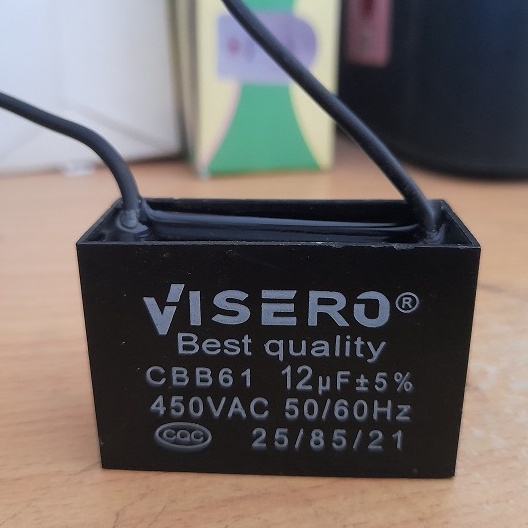 VISERO®
Best quality
CBB61 12μF±5%
450VAC 50/60Hz
CQC 25/85/21